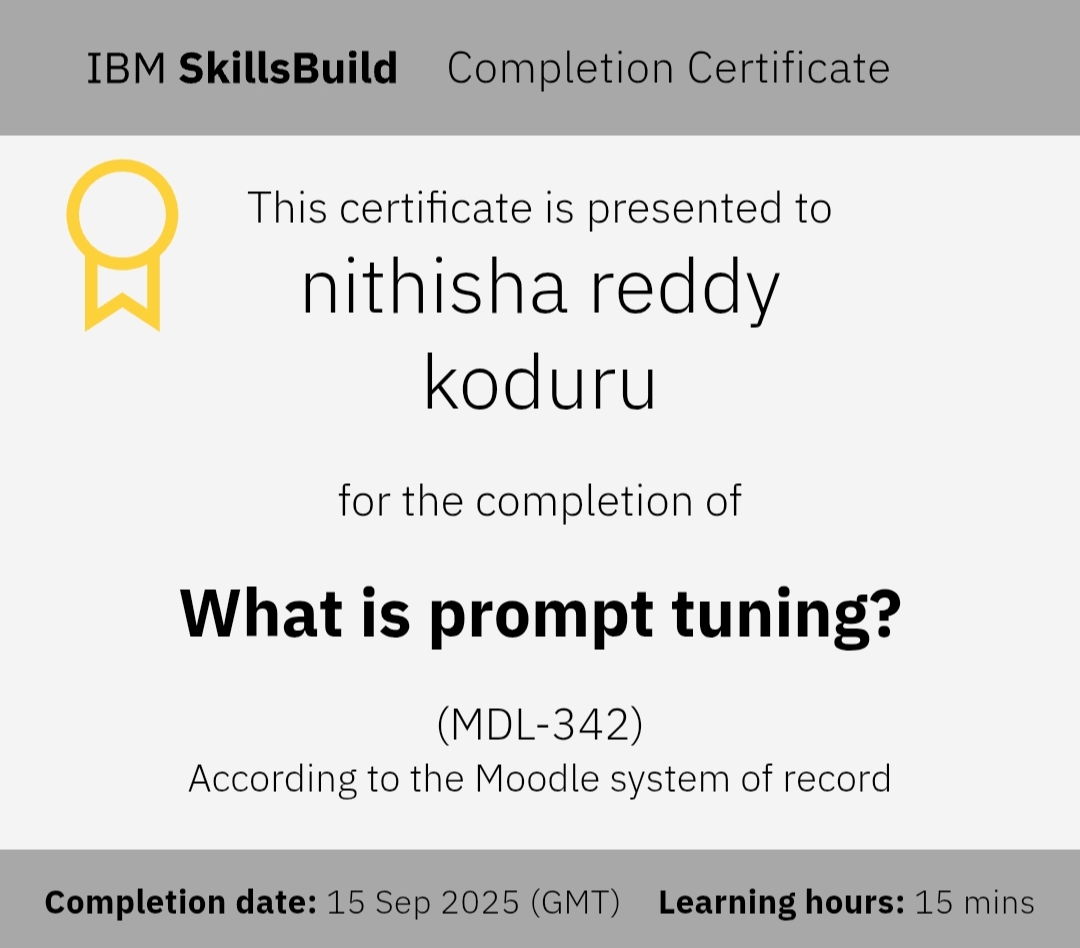 IBM SkillsBuild Completion Certificate
This certificate is presented to
nithisha reddy
koduru
for the completion of
What is prompt tuning?
(MDL-342)
According to the Moodle system of record
Completion date: 15 Sep 2025 (GMT) Learning hours: 15 mins